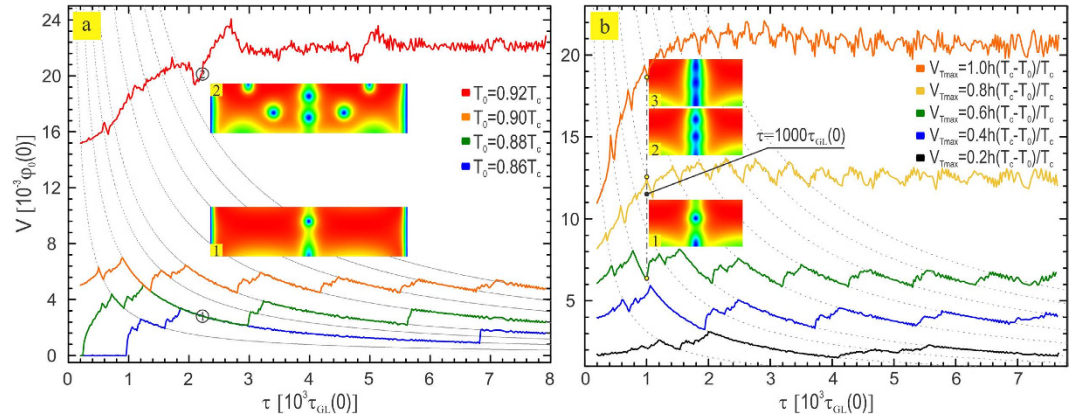 a
24
20
16
12
8
4
0
V [10⁻³φ₀(0)]
0
1
2
3
4
5
6
7
8
τ [10³τ_GL(0)]
2
2
1
1
T₀=0.92T_c
T₀=0.90T_c
T₀=0.88T_c
T₀=0.86T_c
b
20
15
10
5
0
1
2
3
4
5
6
7
τ [10³τ_GL(0)]
3
2
1
τ=1000τ_GL(0)
V_Tmax=1.0h(T_c-T₀)/T_c
V_Tmax=0.8h(T_c-T₀)/T_c
V_Tmax=0.6h(T_c-T₀)/T_c
V_Tmax=0.4h(T_c-T₀)/T_c
V_Tmax=0.2h(T_c-T₀)/T_c